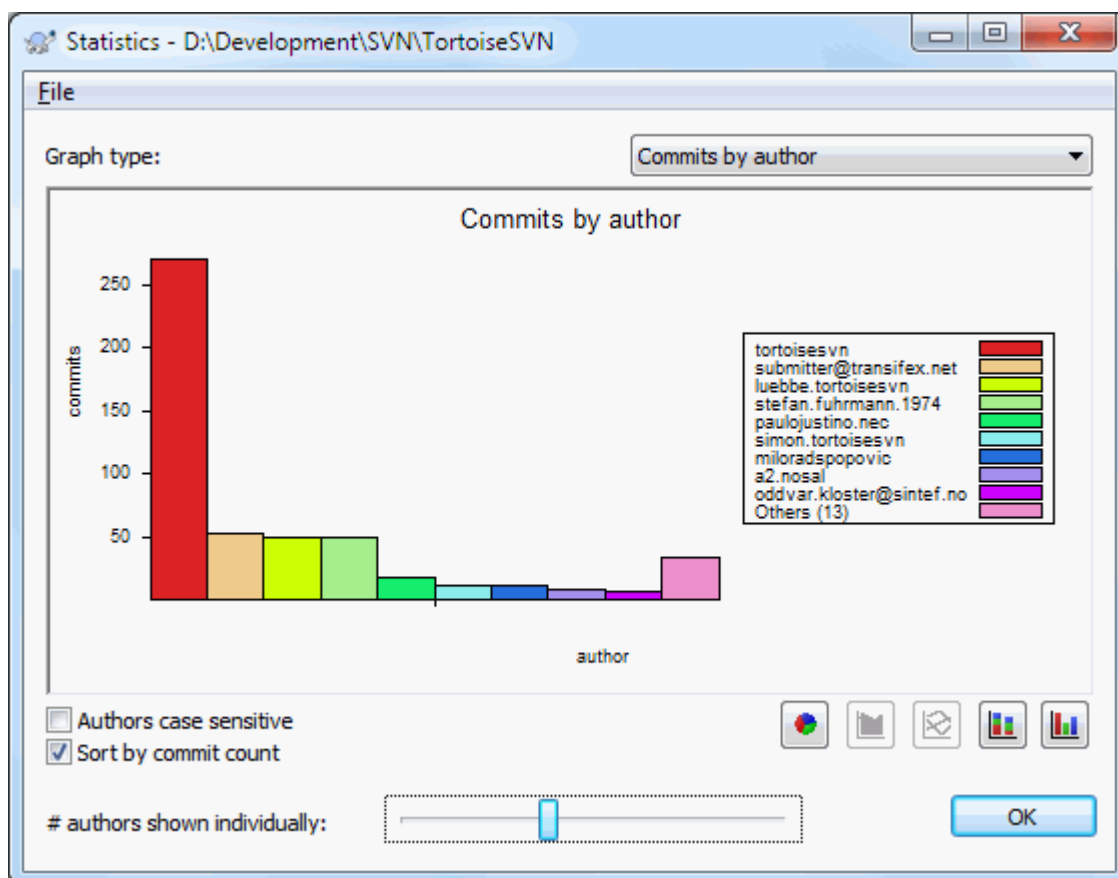 Statistics - D:\Development\SVN\TortoiseSVN
File
Graph type:
Commits by author
Commits by author
250
200
150
100
50
commits
author
tortoisesvn
submitter@transifex.net
luebbe.tortoisesvn
stefan.fuhrmann.1974
paulojustino.nec
simon.tortoisesvn
miloradspopovic
a2.nosal
oddvar.kloster@sintef.no
Others (13)
Authors case sensitive
Sort by commit count
# authors shown individually:
OK